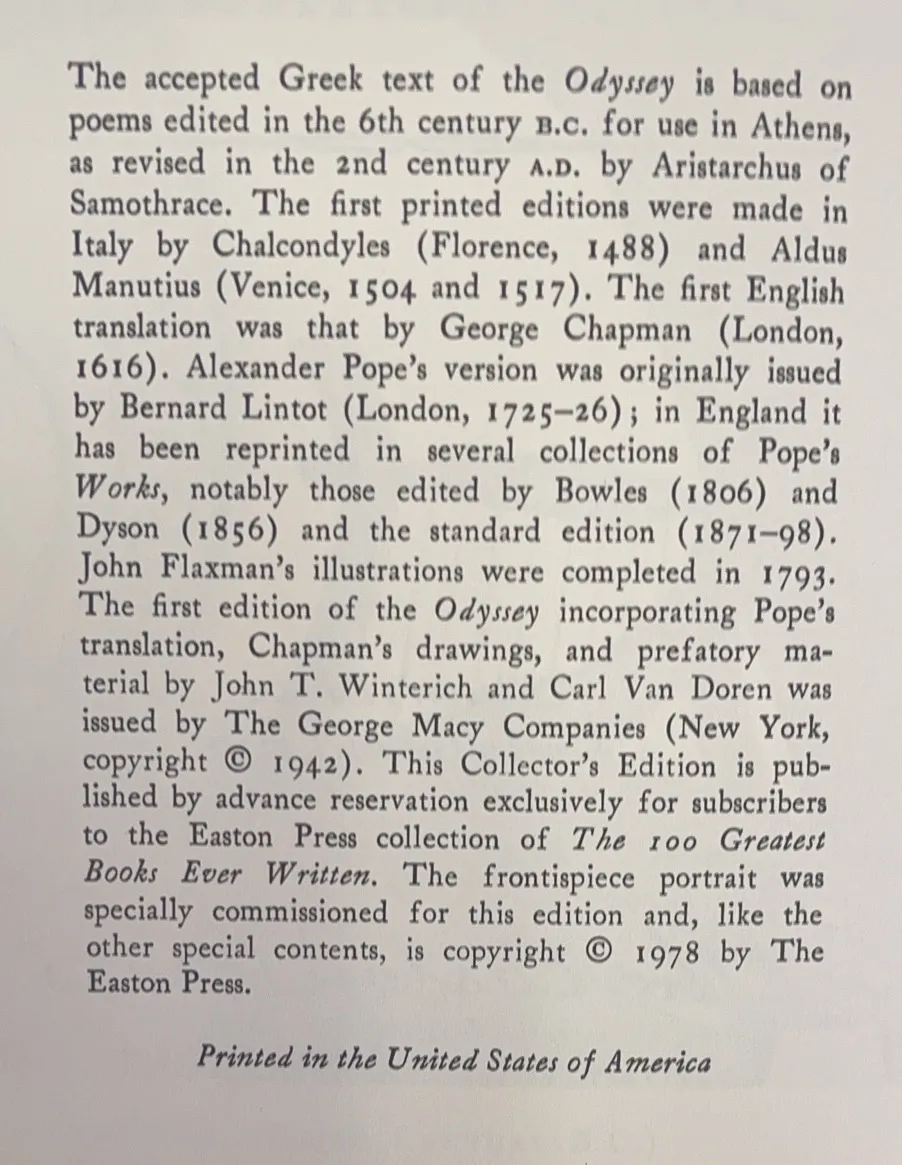 The accepted Greek text of the Odyssey is based on
poems edited in the 6th century B.C. for use in Athens,
as revised in the 2nd century A.D. by Aristarchus of
Samothrace. The first printed editions were made in
Italy by Chalcondyles (Florence, 1488) and Aldus
Manutius (Venice, 1504 and 1517). The first English
translation was that by George Chapman (London,
1616). Alexander Pope's version was originally issued
by Bernard Lintot (London, 1725–26); in England it
has been reprinted in several collections of Pope's
Works, notably those edited by Bowles (1806) and
Dyson (1856) and the standard edition (1871–98).
John Flaxman's illustrations were completed in 1793.
The first edition of the Odyssey incorporating Pope's
translation, Chapman's drawings, and prefatory ma-
terial by John T. Winterich and Carl Van Doren was
issued by The George Macy Companies (New York,
copyright © 1942). This Collector's Edition is pub-
lished by advance reservation exclusively for subscribers
to the Easton Press collection of The 100 Greatest
Books Ever Written. The frontispiece portrait was
specially commissioned for this edition and, like the
other special contents, is copyright © 1978 by The
Easton Press.
Printed in the United States of America